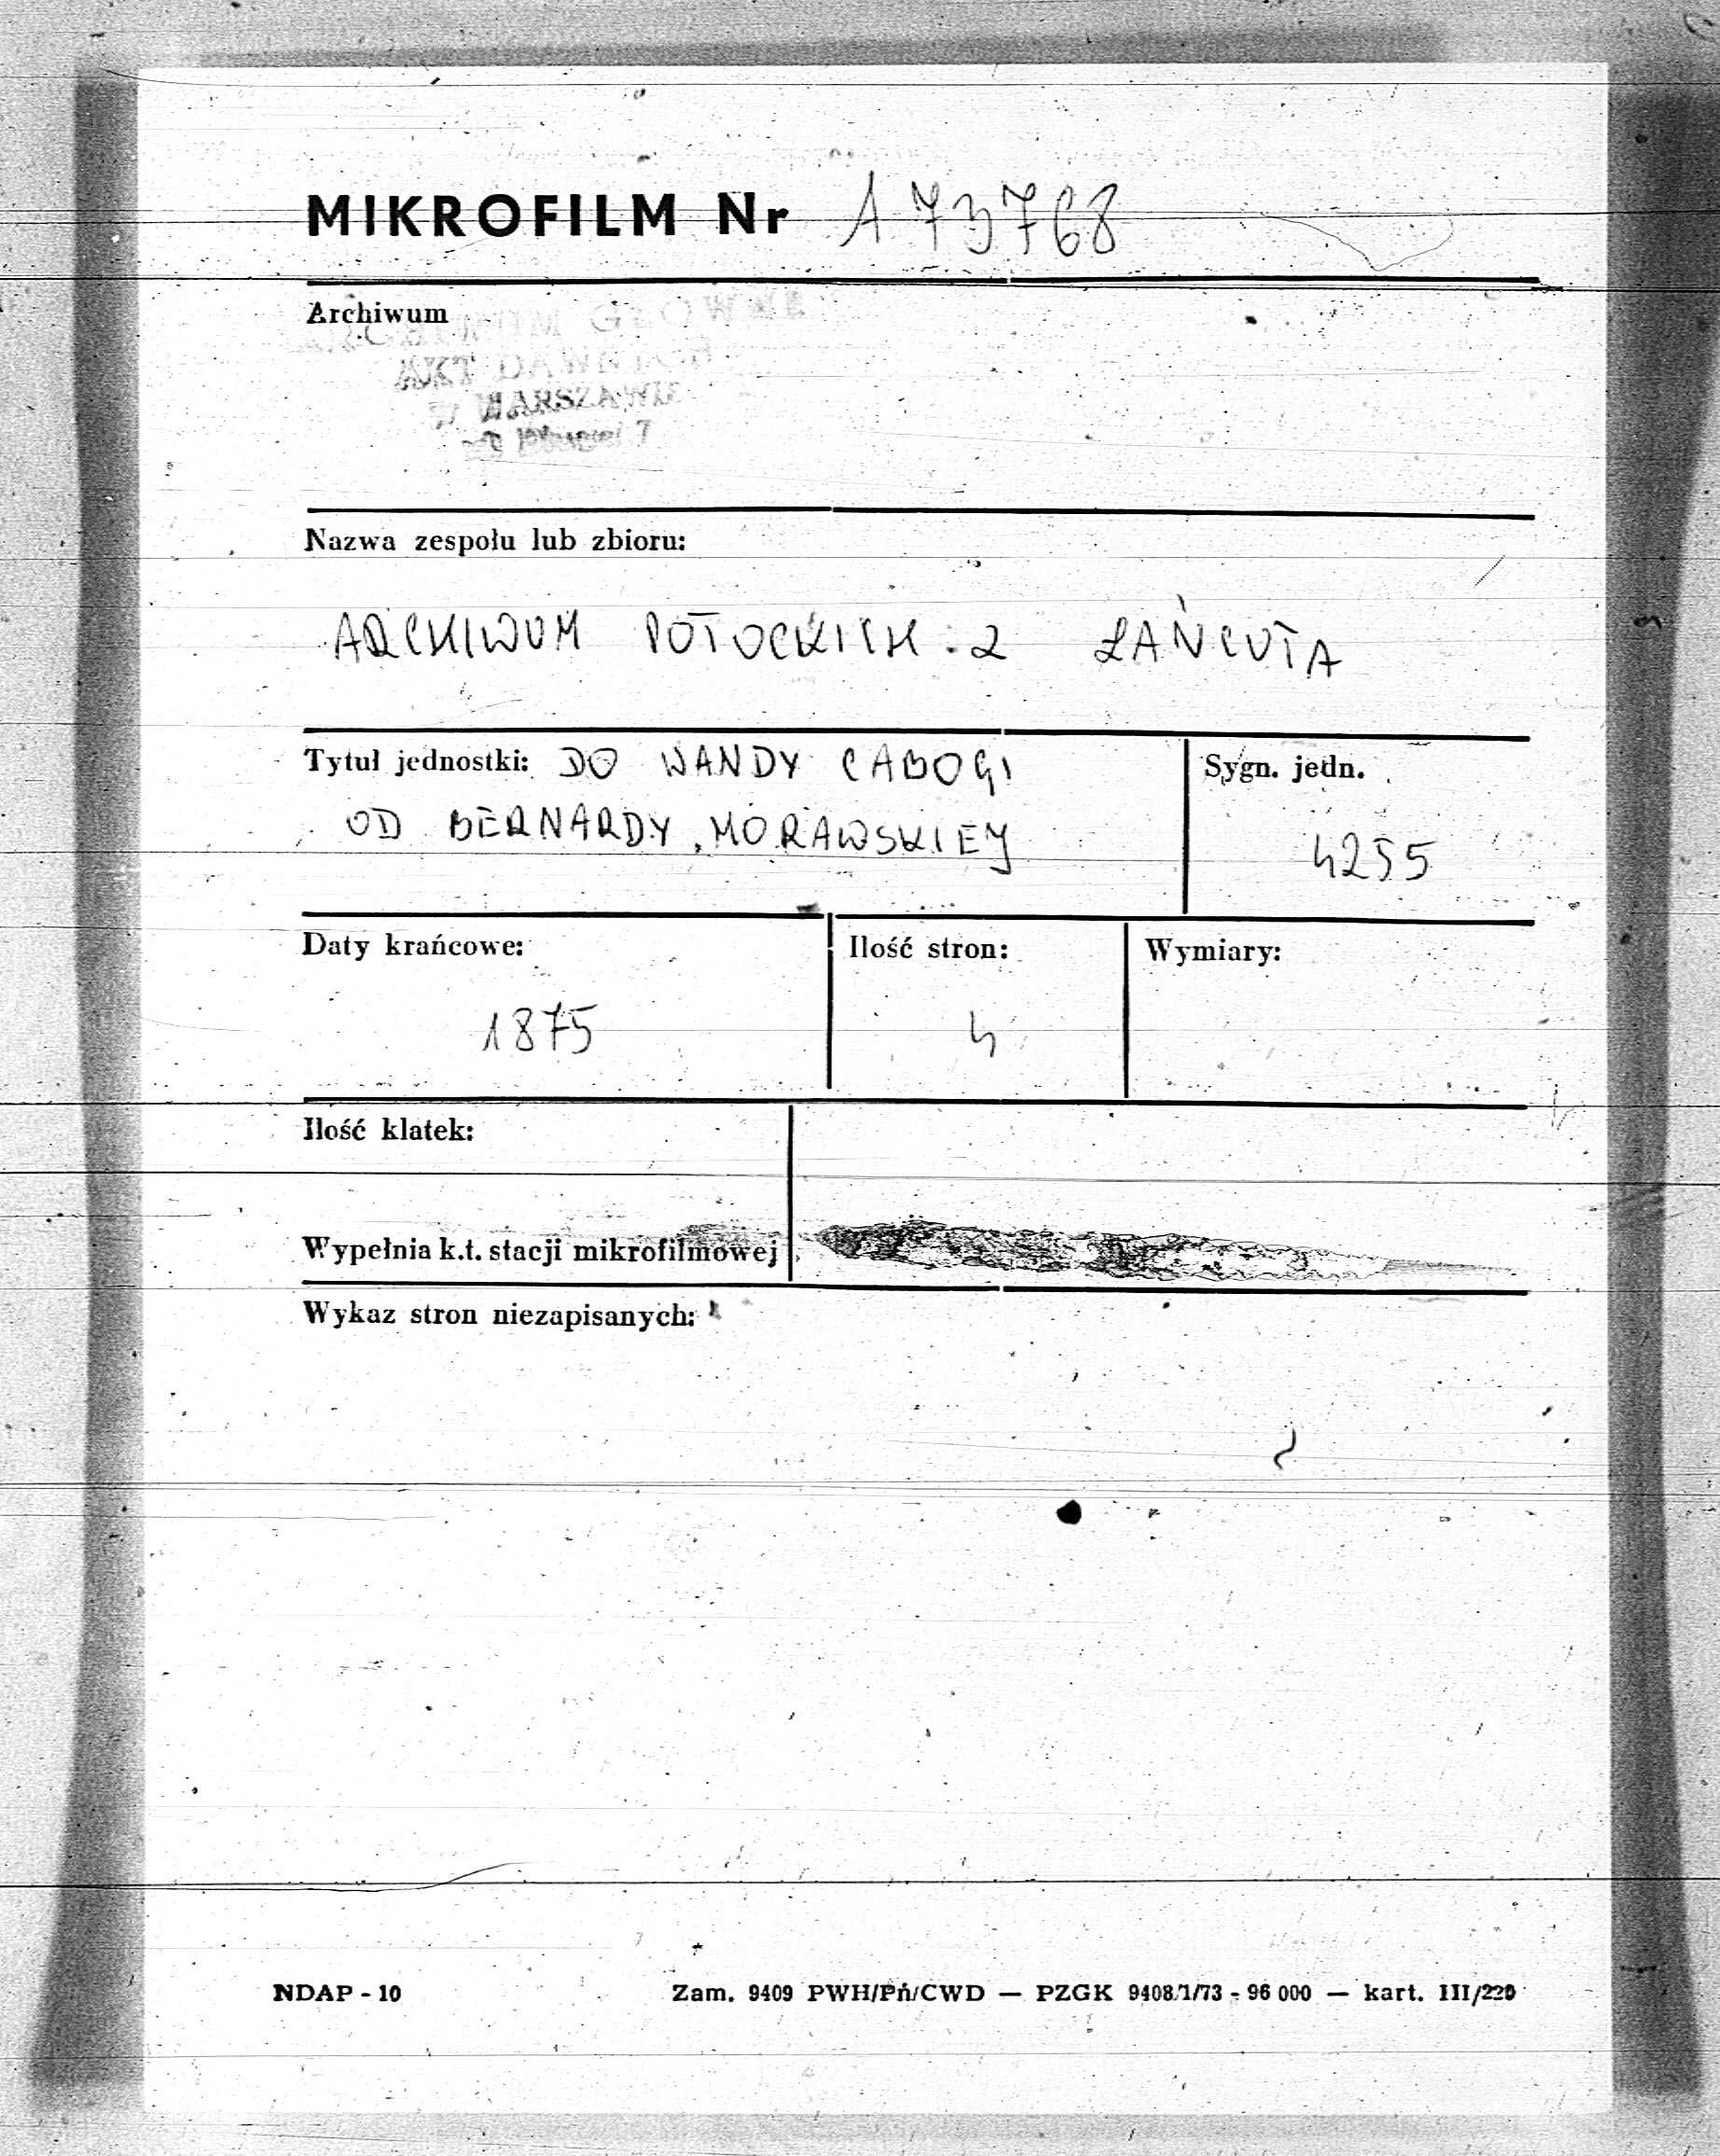 MIKROFILM Nr A 73768
Archiwum
ARCHIWUM GŁÓWNE
AKT DAWNYCH
W WARSZAWIE
7
Nazwa zespołu lub zbioru:
ARCHIWUM POTOCKICH Z ŁAŃCUTA
Tytuł jednostki: DO WANDY CABOGI
OD BERNARDY MORAWSKIEJ
Sygn. jedn.
4255
Daty krańcowe:
1875
Ilość stron:
4
Wymiary:
Ilość klatek:
Wypełnia k.t. stacji mikrofilmowej
Wykaz stron niezapisanych:
NDAP - 10
Zam. 9409 PWH/Pń/CWD — PZGK 9408/1/73 - 96 000 — kart. III/220